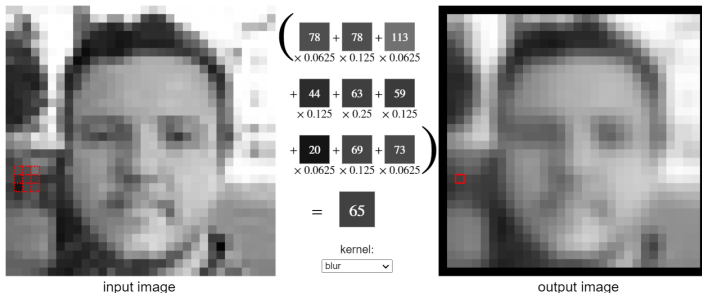 ( 78 + 78 + 113
× 0.0625 × 0.125 × 0.0625
+ 44 + 63 + 59
× 0.125 × 0.25 × 0.125
+ 20 + 69 + 73 )
× 0.0625 × 0.125 × 0.0625
= 65
kernel:
blur
input image
output image